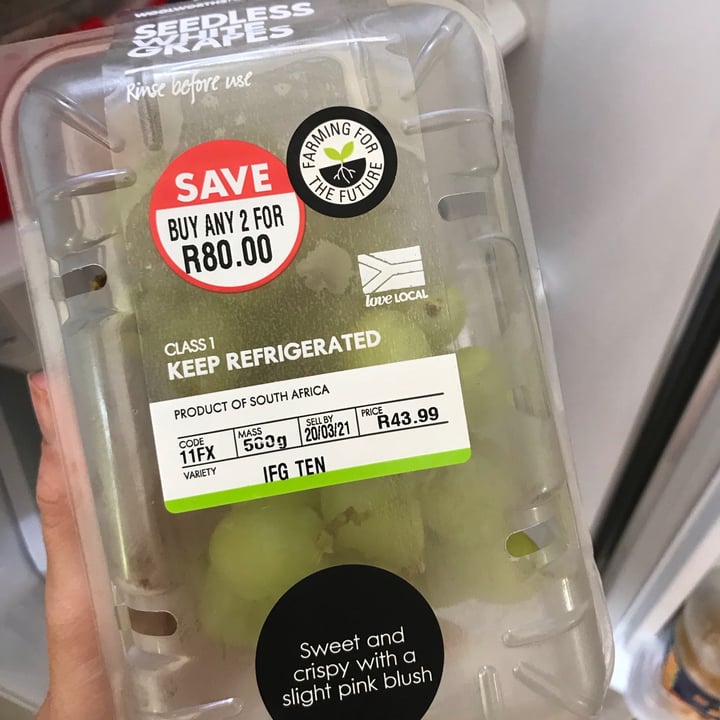 WOOLWORTHS
SEEDLESS
WHITE
GRAPES
Rinse before use
FARMING FOR
THE FUTURE
SAVE
BUY ANY 2 FOR
R80.00
love LOCAL
CLASS 1
KEEP REFRIGERATED
PRODUCT OF SOUTH AFRICA
CODE MASS SELL BY PRICE
11FX 500g 20/03/21 R43.99
VARIETY IFG TEN
Sweet and
crispy with a
slight pink blush